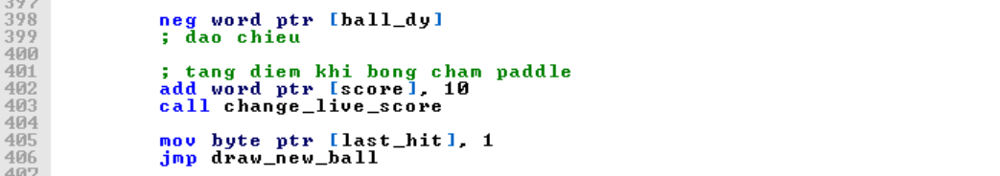 397
398 neg word ptr [ball_dy]
399 ; dao chieu
400
401 ; tang diem khi bong cham paddle
402 add word ptr [score], 10
403 call change_live_score
404
405 mov byte ptr [last_hit], 1
406 jmp draw_new_ball
407